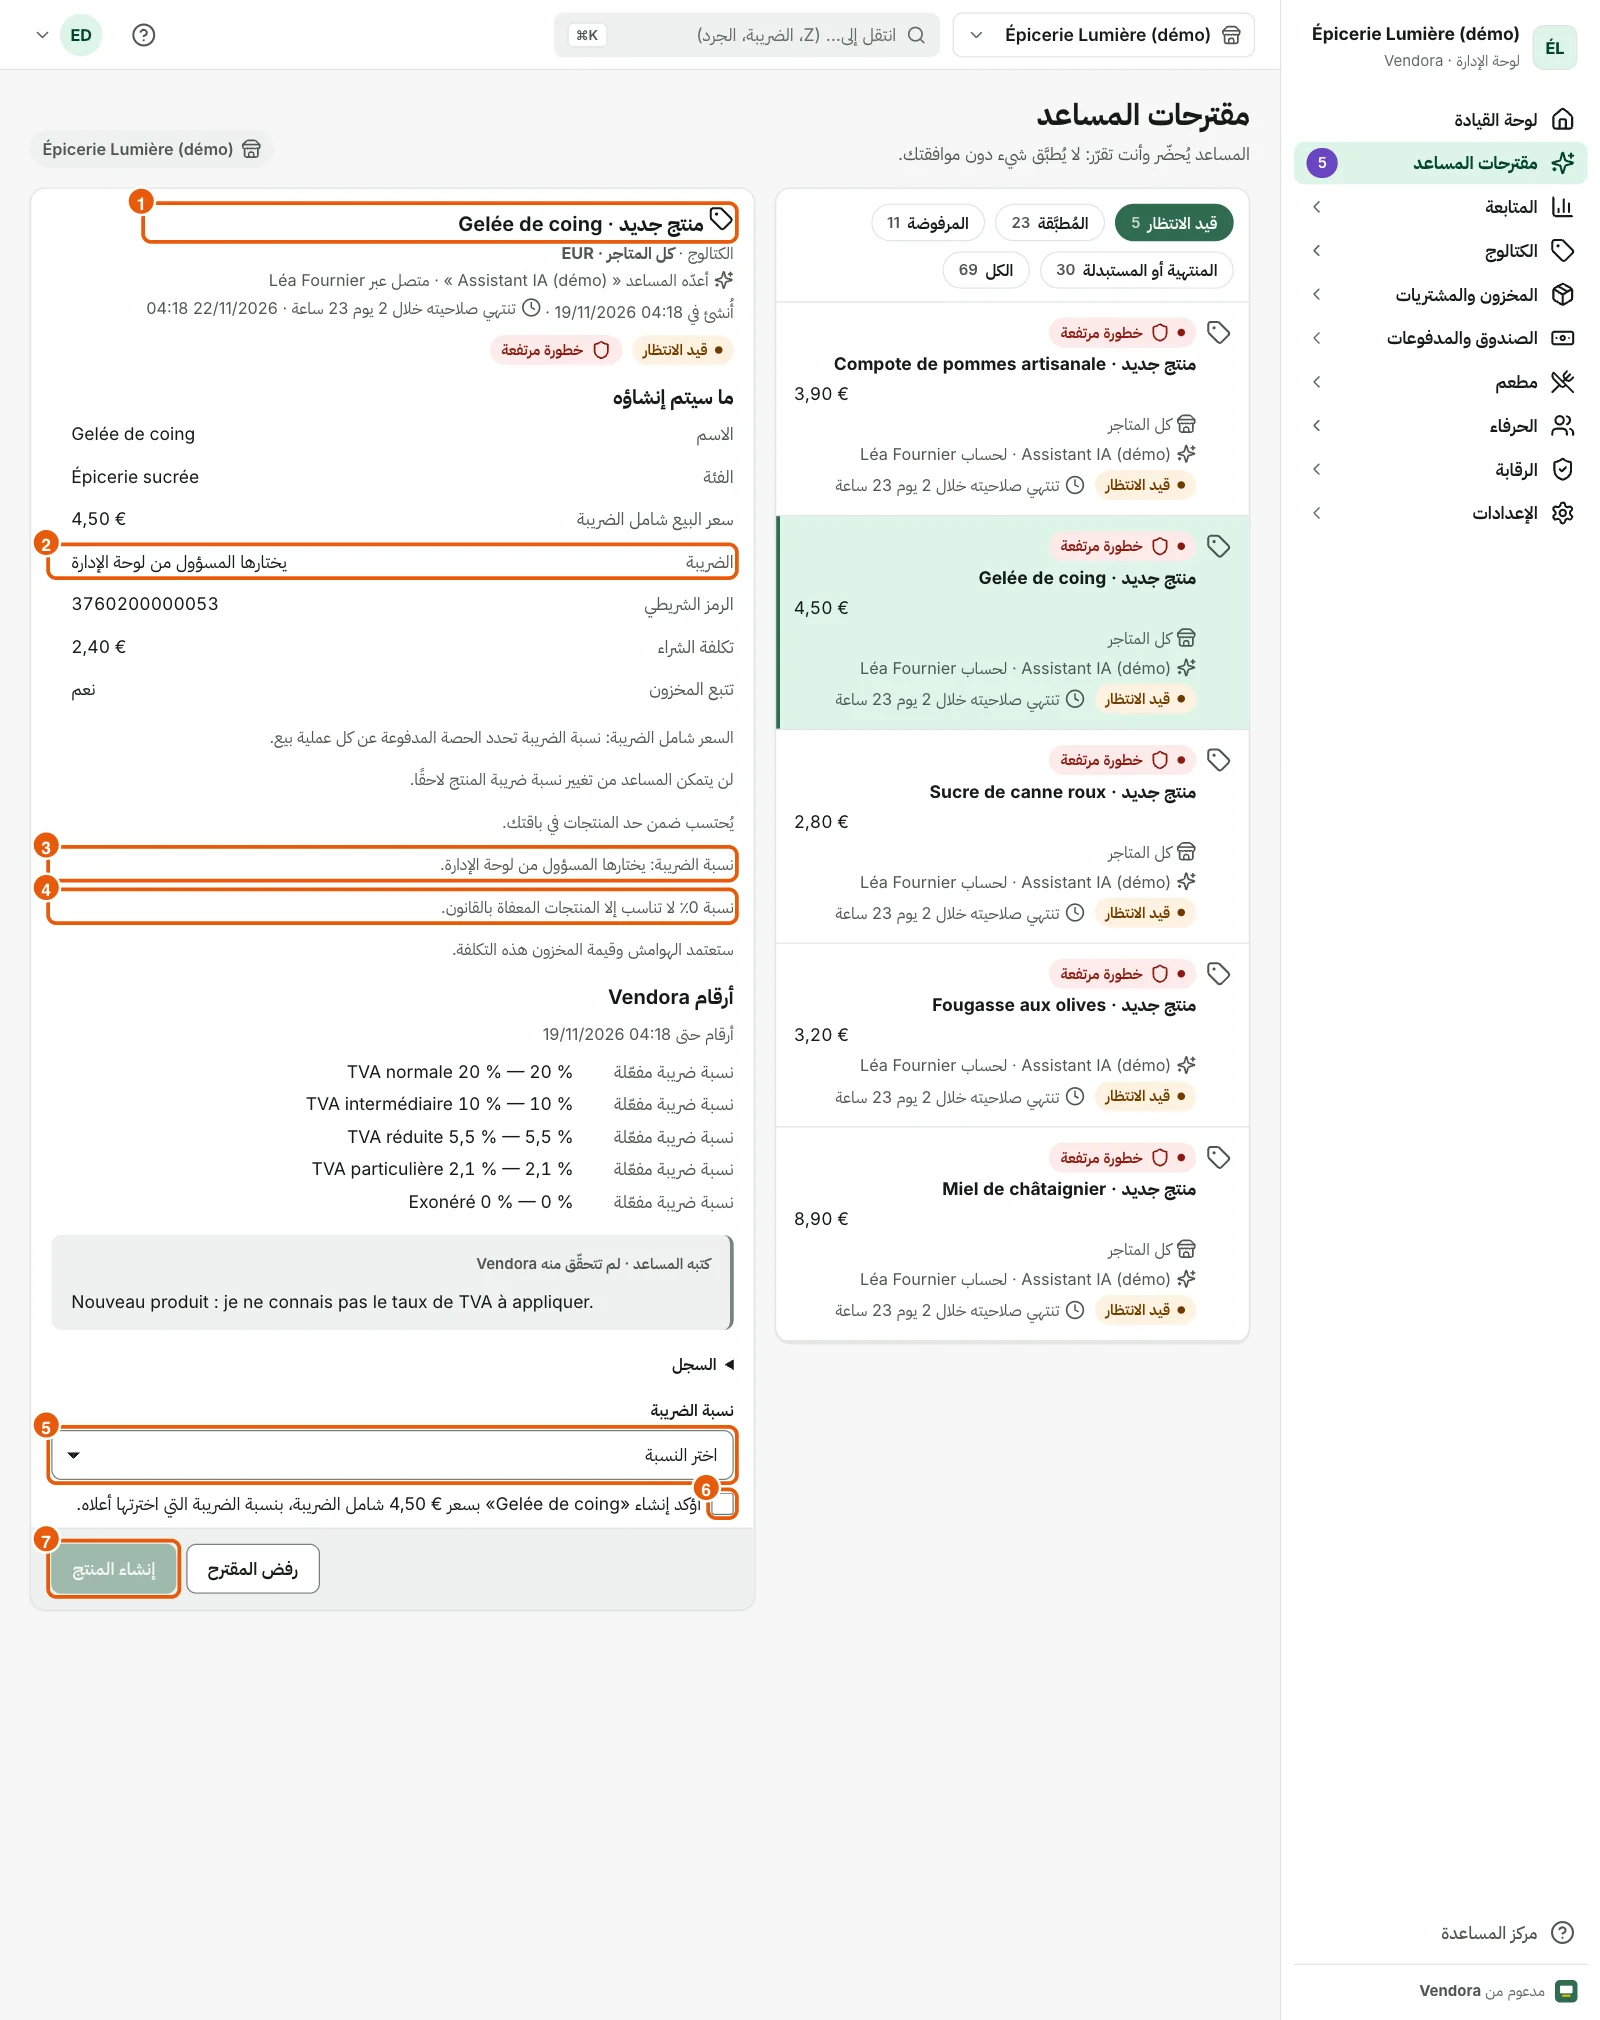 ÉL
Épicerie Lumière (démo)
لوحة الإدارة · Vendora
لوحة القيادة
مقترحات المساعد 5
المتابعة
الكتالوج
المخزون والمشتريات
الصندوق والمدفوعات
مطعم
الحرفاء
الرقابة
الإعدادات
مركز المساعدة
مدعوم من Vendora
Épicerie Lumière (démo)
انتقل إلى... (Z، الضريبة، الجرد) ⌘K
ED
مقترحات المساعد
المساعد يُحضّر وأنت تقرّر: لا يُطبَّق شيء دون موافقتك.
Épicerie Lumière (démo)
قيد الانتظار 5 المُطبَّقة 23 المرفوضة 11
المنتهية أو المستبدلة 30 الكل 69
خطورة مرتفعة
منتج جديد · Compote de pommes artisanale
3,90 €
كل المتاجر
Assistant IA (démo) · لحساب Léa Fournier
قيد الانتظار تنتهي صلاحيته خلال 2 يوم 23 ساعة
خطورة مرتفعة
منتج جديد · Gelée de coing
4,50 €
كل المتاجر
Assistant IA (démo) · لحساب Léa Fournier
قيد الانتظار تنتهي صلاحيته خلال 2 يوم 23 ساعة
خطورة مرتفعة
منتج جديد · Sucre de canne roux
2,80 €
كل المتاجر
Assistant IA (démo) · لحساب Léa Fournier
قيد الانتظار تنتهي صلاحيته خلال 2 يوم 23 ساعة
خطورة مرتفعة
منتج جديد · Fougasse aux olives
3,20 €
Assistant IA (démo) · لحساب Léa Fournier
قيد الانتظار تنتهي صلاحيته خلال 2 يوم 23 ساعة
خطورة مرتفعة
منتج جديد · Miel de châtaignier
8,90 €
كل المتاجر
Assistant IA (démo) · لحساب Léa Fournier
قيد الانتظار تنتهي صلاحيته خلال 2 يوم 23 ساعة
1
منتج جديد · Gelée de coing
الكتالوج · كل المتاجر · EUR
أعدّه المساعد « Assistant IA (démo) » · متصل عبر Léa Fournier
أُنشئ في 19/11/2026 04:18 · تنتهي صلاحيته خلال 2 يوم 23 ساعة · 22/11/2026 04:18
قيد الانتظار خطورة مرتفعة
ما سيتم إنشاؤه
الاسم Gelée de coing
الفئة Épicerie sucrée
سعر البيع شامل الضريبة 4,50 €
2
الضريبة يختارها المسؤول من لوحة الإدارة
الرمز الشريطي 3760200000053
تكلفة الشراء 2,40 €
تتبع المخزون نعم
السعر شامل الضريبة: نسبة الضريبة تحدد الحصة المدفوعة عن كل عملية بيع.
لن يتمكن المساعد من تغيير نسبة ضريبة المنتج لاحقًا.
يُحتسب ضمن حد المنتجات في باقتك.
3
نسبة الضريبة: يختارها المسؤول من لوحة الإدارة.
4
نسبة 0٪ لا تناسب إلا المنتجات المعفاة بالقانون.
ستعتمد الهوامش وقيمة المخزون هذه التكلفة.
أرقام Vendora
أرقام حتى 19/11/2026 04:18
نسبة ضريبة مفعّلة TVA normale 20 % — 20 %
نسبة ضريبة مفعّلة TVA intermédiaire 10 % — 10 %
نسبة ضريبة مفعّلة TVA réduite 5,5 % — 5,5 %
نسبة ضريبة مفعّلة TVA particulière 2,1 % — 2,1 %
نسبة ضريبة مفعّلة Exonéré 0 % — 0 %
كتبه المساعد · لم تتحقّق منه Vendora
Nouveau produit : je ne connais pas le taux de TVA à appliquer.
السجل
نسبة الضريبة
5
اختر النسبة
6
أؤكد إنشاء «Gelée de coing» بسعر 4,50 € شامل الضريبة، بنسبة الضريبة التي اخترتها أعلاه.
7
رفض المقترح إنشاء المنتج